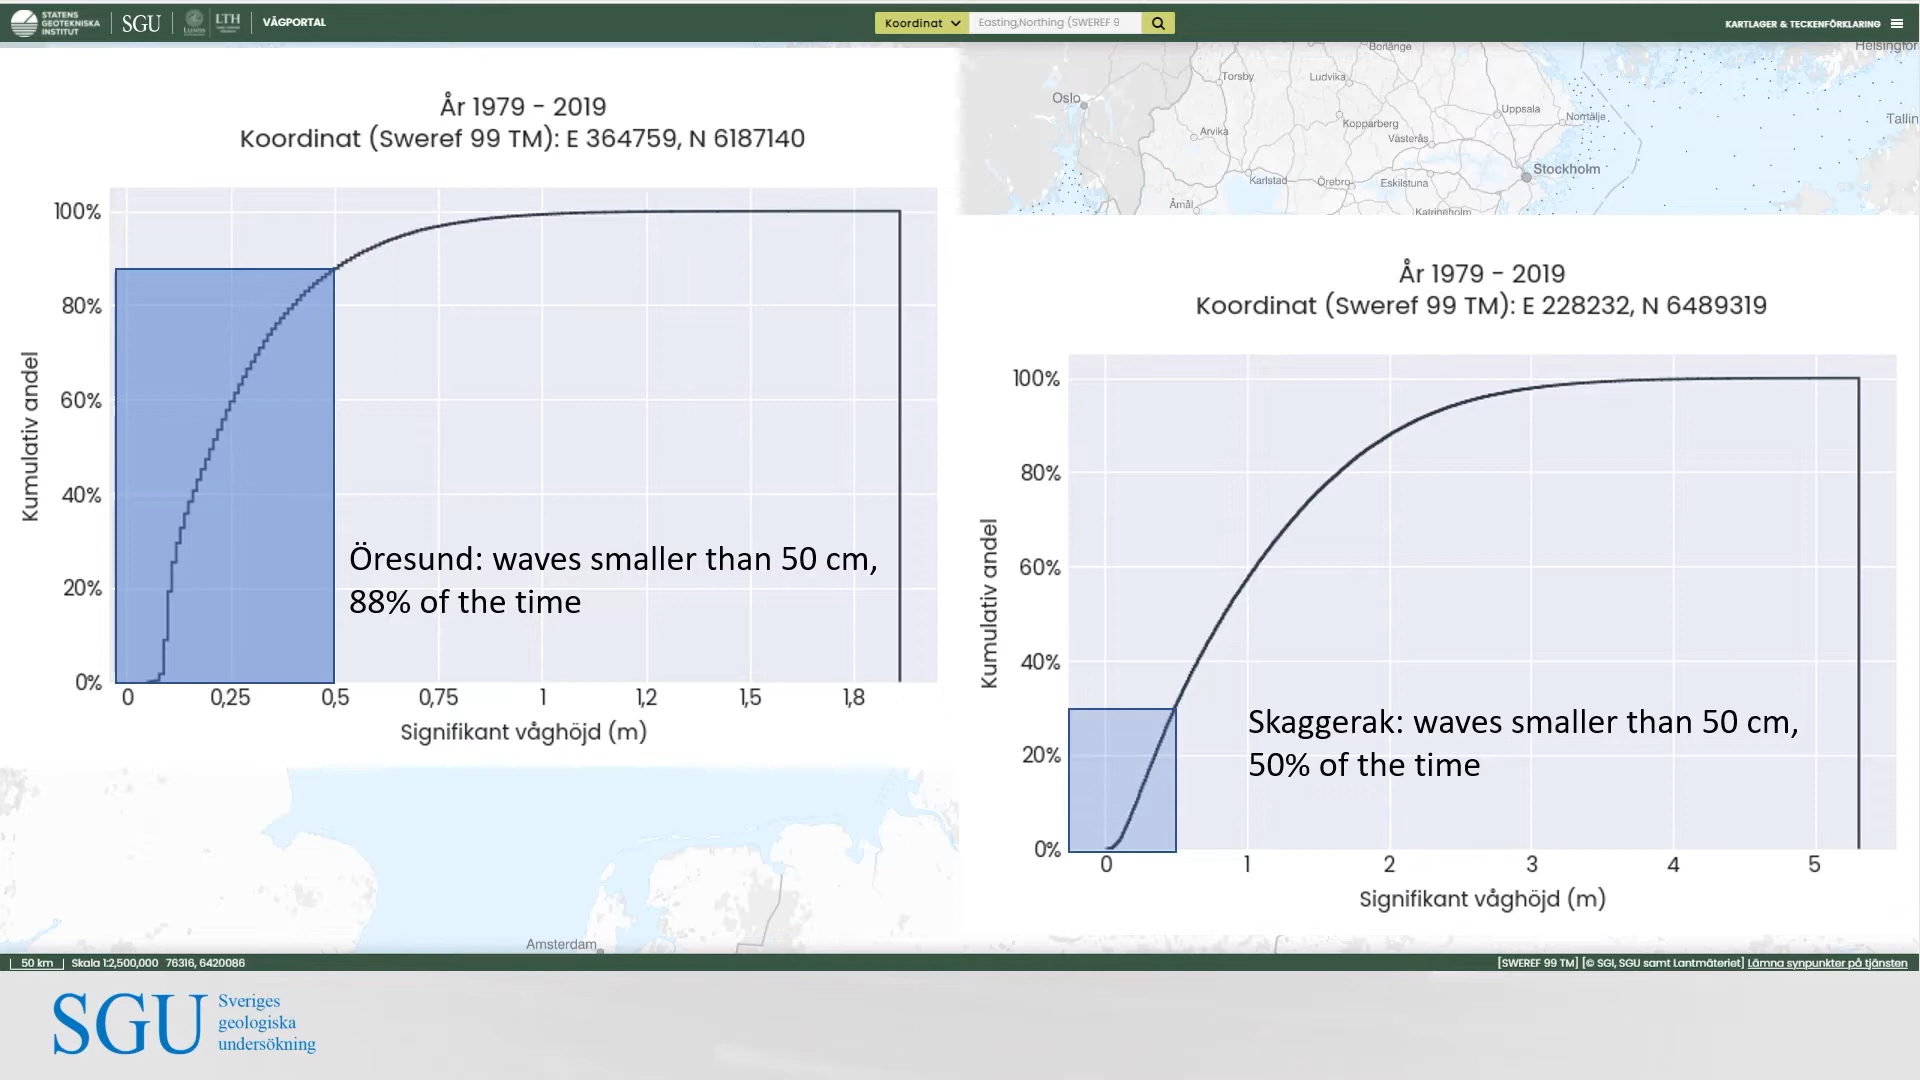 STATENS
GEOTEKNISKA
INSTITUT
SGU
LTH
VÅGPORTAL
Koordinat
Easting,Northing (SWEREF 9
KARTLAGER & TECKENFÖRKLARING
År 1979 - 2019
Koordinat (Sweref 99 TM): E 364759, N 6187140
100%
80%
60%
40%
20%
0%
Kumulativ andel
0 0,25 0,5 0,75 1 1,2 1,5 1,8
Signifikant våghöjd (m)
Öresund: waves smaller than 50 cm,
88% of the time
Borlänge
Helsingfor
Torsby
Ludvika
Oslo
Uppsala
Norrtälje
Kopparberg
Tallin
Arvika
Västerås
Stockholm
Karlstad
Örebro
Eskilstuna
Åmål
Katrineholm
År 1979 - 2019
Koordinat (Sweref 99 TM): E 228232, N 6489319
100%
80%
60%
40%
20%
0%
Kumulativ andel
0 1 2 3 4 5
Signifikant våghöjd (m)
Skaggerak: waves smaller than 50 cm,
50% of the time
Amsterdam
50 km Skala 1:2,500,000 76316, 6420086
[SWEREF 99 TM] [© SGI, SGU samt Lantmäteriet] Lämna synpunkter på tjänsten
SGU
Sveriges
geologiska
undersökning